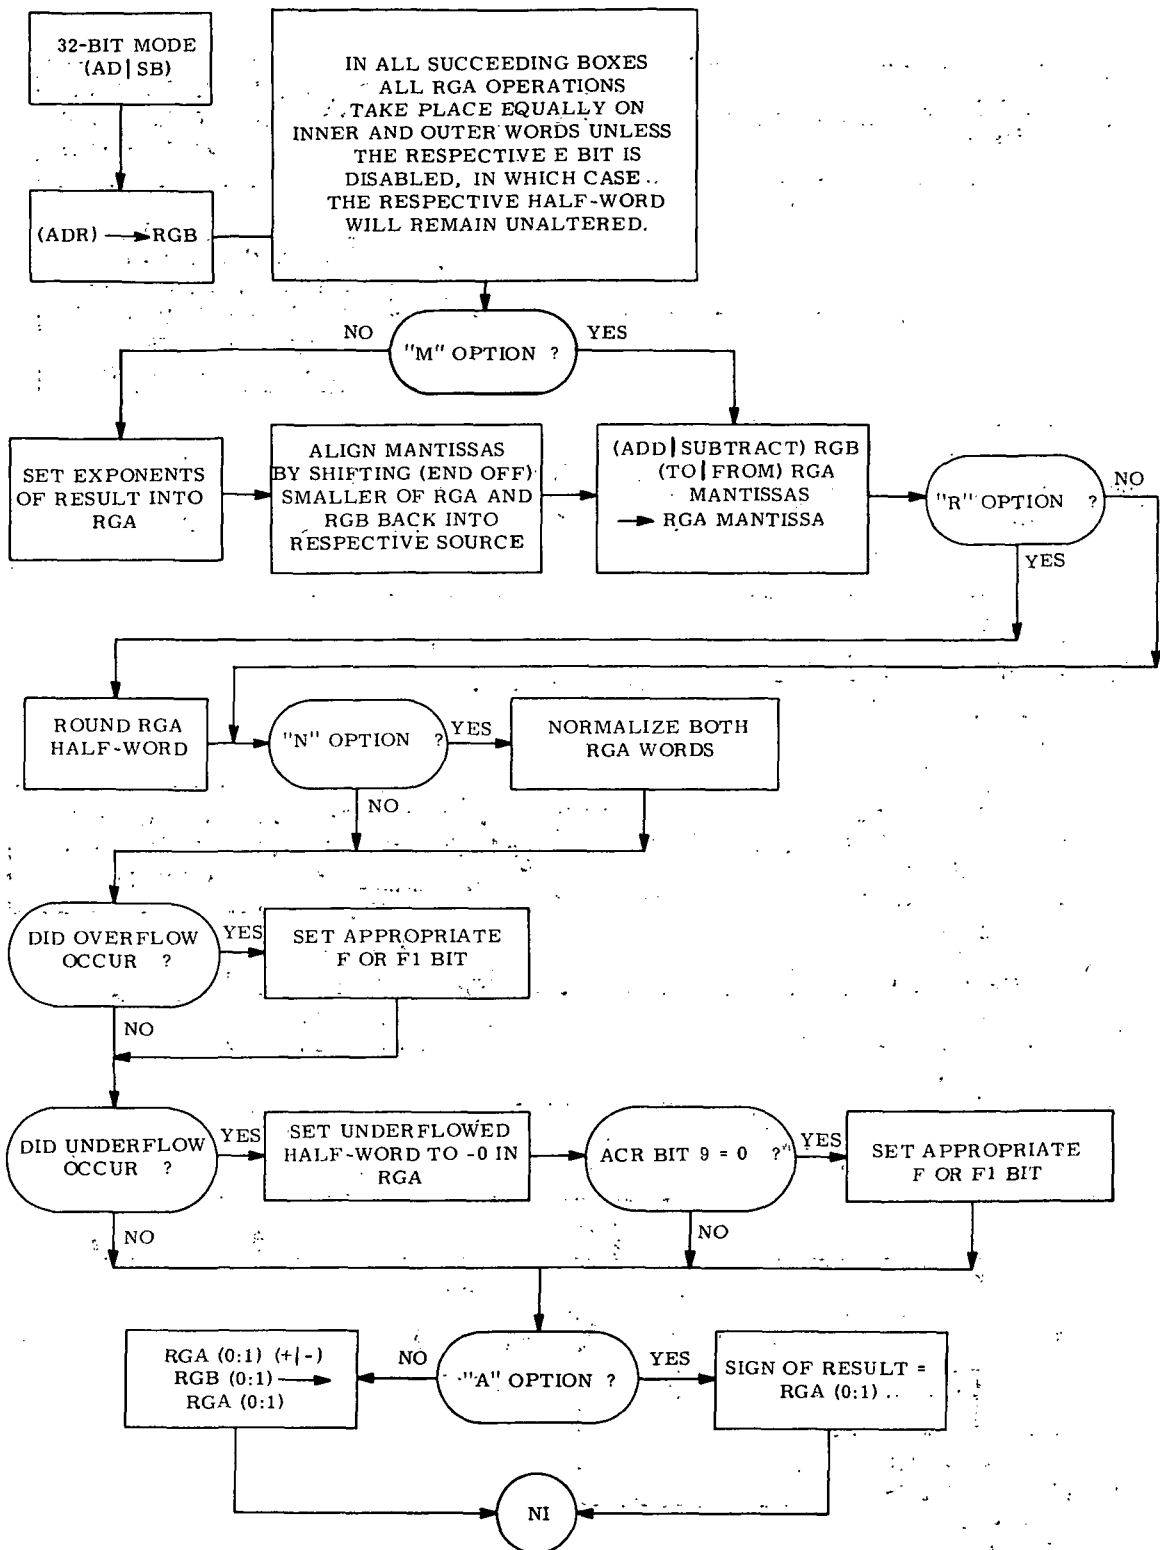 32-BIT MODE
(AD|SB)
IN ALL SUCCEEDING BOXES
ALL RGA OPERATIONS
TAKE PLACE EQUALLY ON
INNER AND OUTER WORDS UNLESS
THE RESPECTIVE E BIT IS
DISABLED, IN WHICH CASE
THE RESPECTIVE HALF-WORD
WILL REMAIN UNALTERED.
(ADR) → RGB
NO
"M" OPTION ?
YES
SET EXPONENTS
OF RESULT INTO
RGA
ALIGN MANTISSAS
BY SHIFTING (END OFF)
SMALLER OF RGA AND
RGB BACK INTO
RESPECTIVE SOURCE
(ADD|SUBTRACT) RGB
(TO|FROM) RGA
MANTISSAS
→ RGA MANTISSA
"R" OPTION ?
NO
YES
ROUND RGA
HALF-WORD
"N" OPTION ?
YES
NORMALIZE BOTH
RGA WORDS
NO
DID OVERFLOW
OCCUR ?
YES
SET APPROPRIATE
F OR F1 BIT
NO
DID UNDERFLOW
OCCUR ?
YES
SET UNDERFLOWED
HALF-WORD TO -0 IN
RGA
ACR BIT 9 = 0 ?
YES
SET APPROPRIATE
F OR F1 BIT
NO
NO
RGA (0:1) (+|-)
RGB (0:1) →
RGA (0:1)
NO
"A" OPTION ?
YES
SIGN OF RESULT =
RGA (0:1)
NI